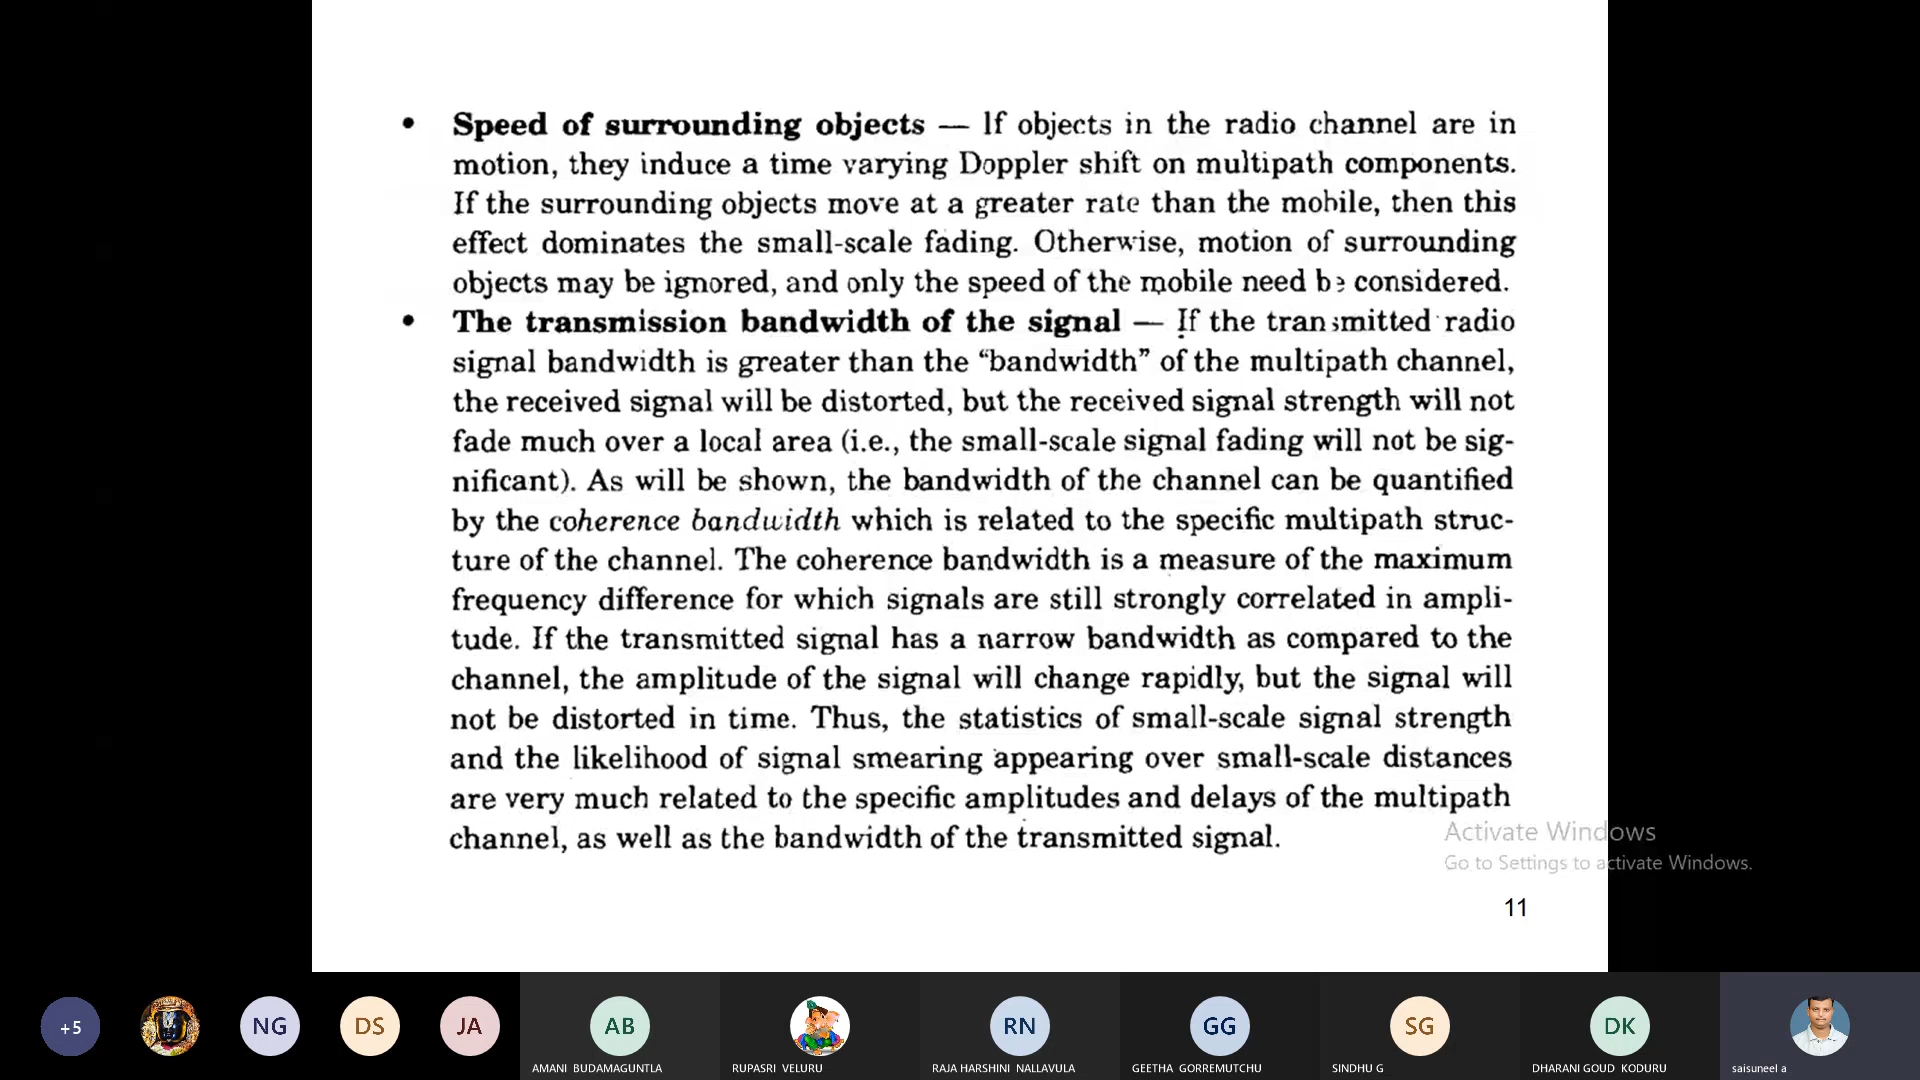 • Speed of surrounding objects — If objects in the radio channel are in
motion, they induce a time varying Doppler shift on multipath components.
If the surrounding objects move at a greater rate than the mobile, then this
effect dominates the small-scale fading. Otherwise, motion of surrounding
objects may be ignored, and only the speed of the mobile need be considered.
• The transmission bandwidth of the signal — If the transmitted radio
signal bandwidth is greater than the “bandwidth” of the multipath channel,
the received signal will be distorted, but the received signal strength will not
fade much over a local area (i.e., the small-scale signal fading will not be sig-
nificant). As will be shown, the bandwidth of the channel can be quantified
by the coherence bandwidth which is related to the specific multipath struc-
ture of the channel. The coherence bandwidth is a measure of the maximum
frequency difference for which signals are still strongly correlated in ampli-
tude. If the transmitted signal has a narrow bandwidth as compared to the
channel, the amplitude of the signal will change rapidly, but the signal will
not be distorted in time. Thus, the statistics of small-scale signal strength
and the likelihood of signal smearing appearing over small-scale distances
are very much related to the specific amplitudes and delays of the multipath
channel, as well as the bandwidth of the transmitted signal.
Activate Windows
Go to Settings to activate Windows.
11
+5
NG
DS
JA
AB
RN
GG
SG
DK
AMANI BUDAMAGUNTLA
RUPASRI VELURU
RAJA HARSHINI NALLAVULA
GEETHA GORREMUTCHU
SINDHU G
DHARANI GOUD KODURU
saisuneel a